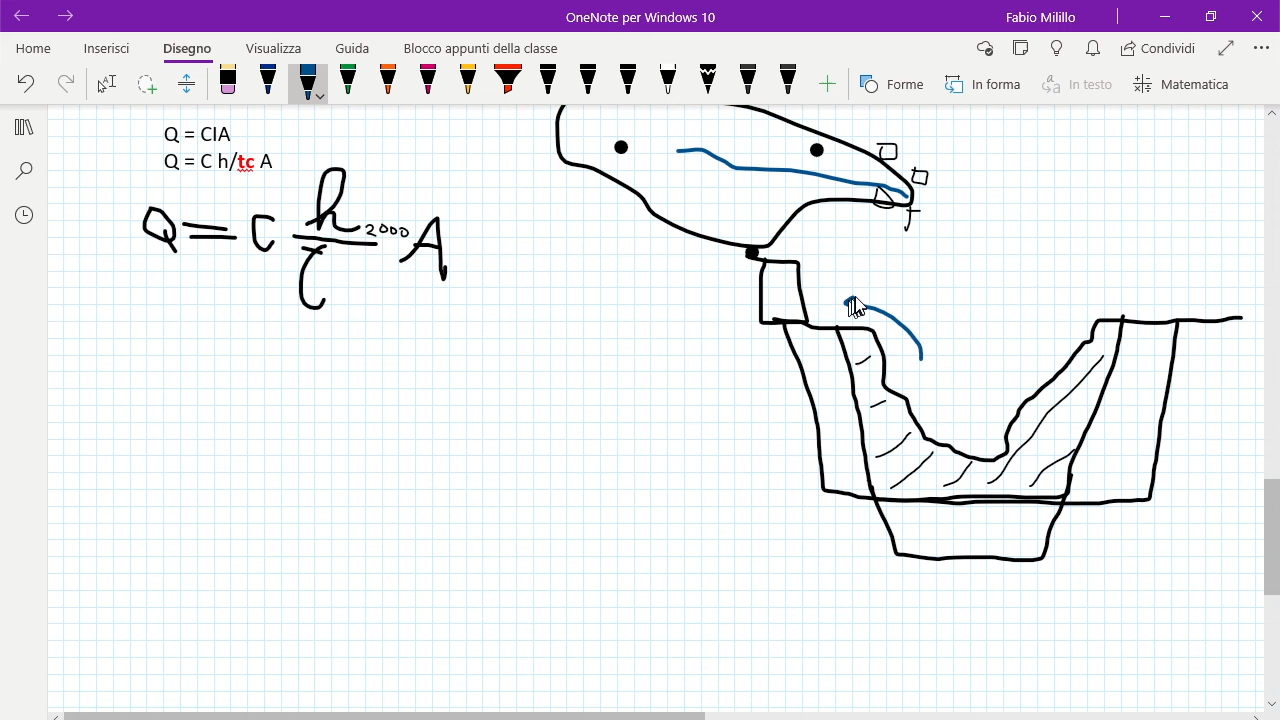 OneNote per Windows 10
Fabio Milillo
Home Inserisci Disegno Visualizza Guida Blocco appunti della classe
Condividi
Forme In forma In testo Matematica
Q = CIA
Q = C h/tc A
Q = C h 2000 A